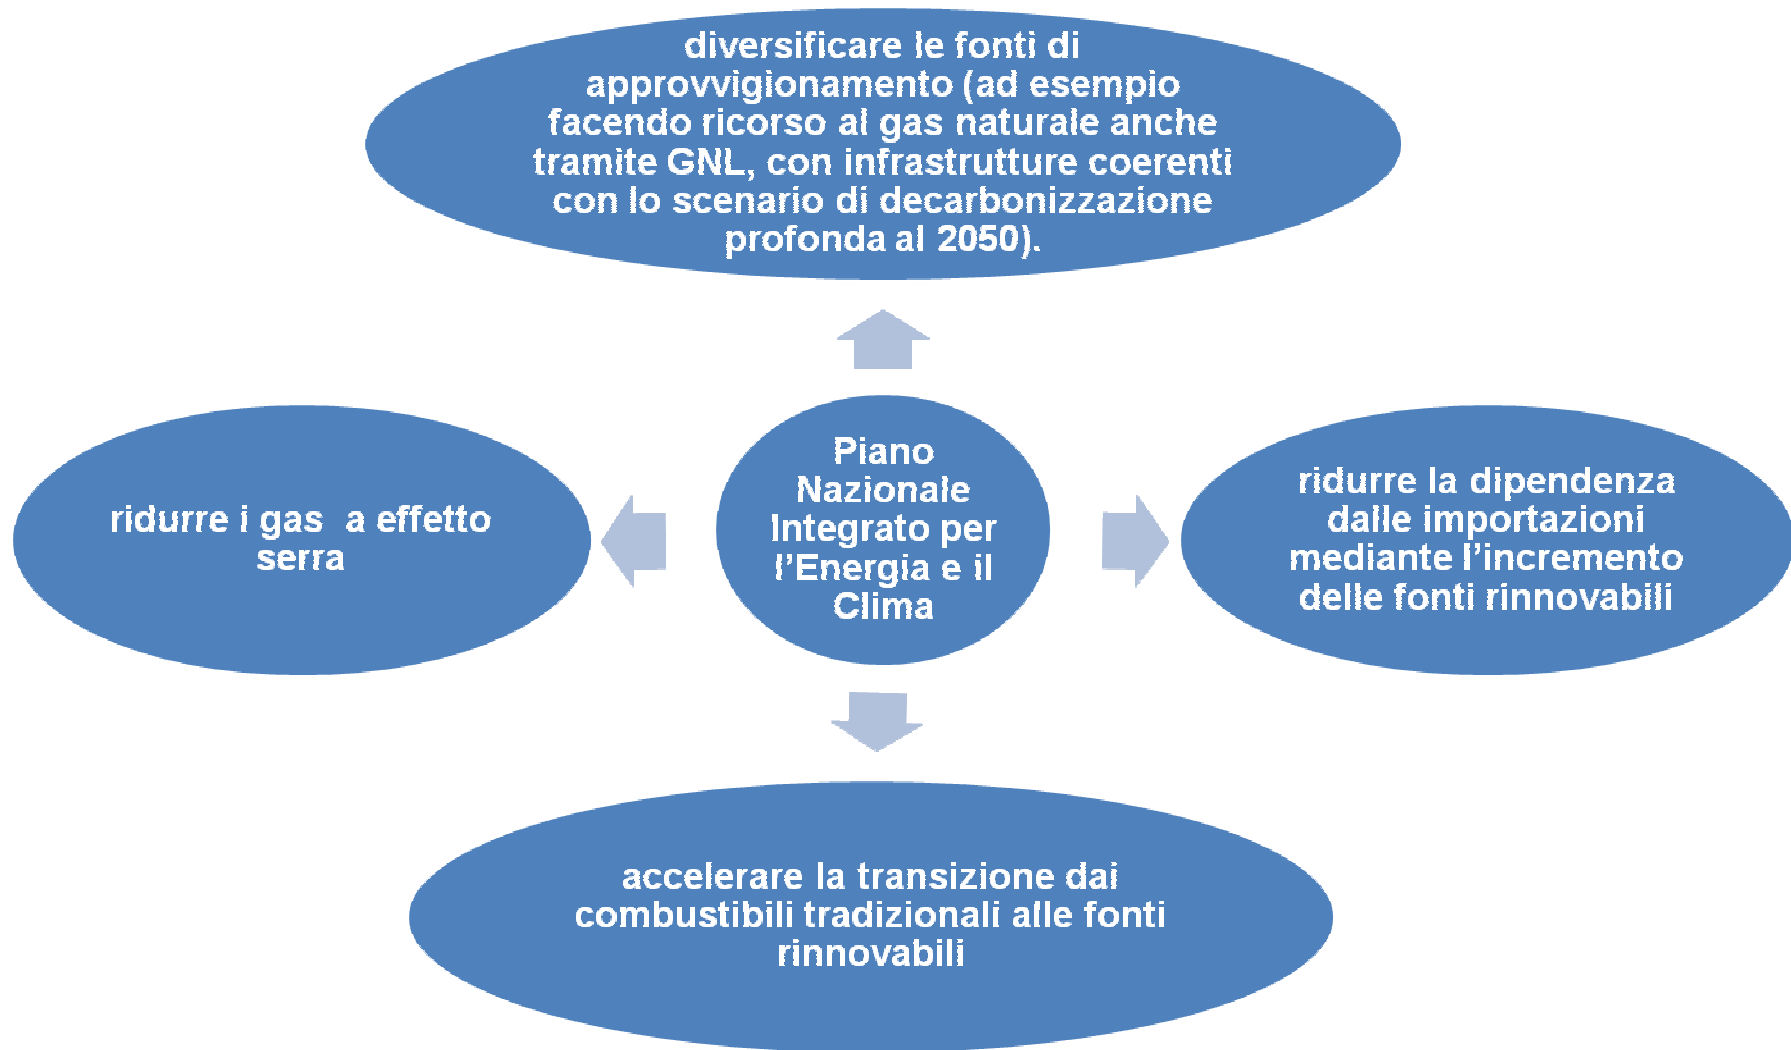 diversificare le fonti di
approvvigionamento (ad esempio
facendo ricorso al gas naturale anche
tramite GNL, con infrastrutture coerenti
con lo scenario di decarbonizzazione
profonda al 2050).
ridurre i gas  a effetto
serra
Piano
Nazionale
Integrato per
l’Energia e il
Clima
ridurre la dipendenza
dalle importazioni
mediante l’incremento
delle fonti rinnovabili
accelerare la transizione dai
combustibili tradizionali alle fonti
rinnovabili